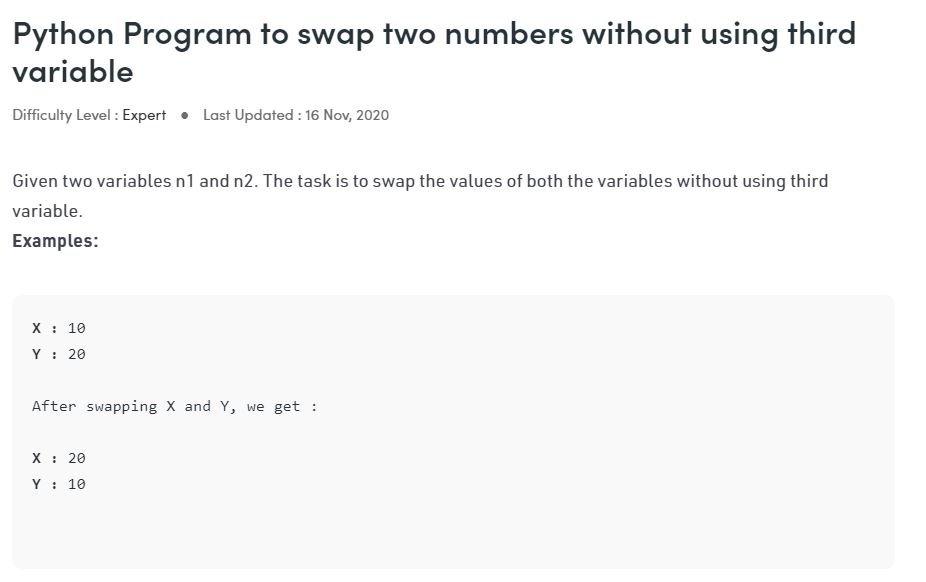 Python Program to swap two numbers without using third
variable
Difficulty Level : Expert ● Last Updated : 16 Nov, 2020
Given two variables n1 and n2. The task is to swap the values of both the variables without using third
variable.
Examples:
X : 10
Y : 20
After swapping X and Y, we get :
X : 20
Y : 10